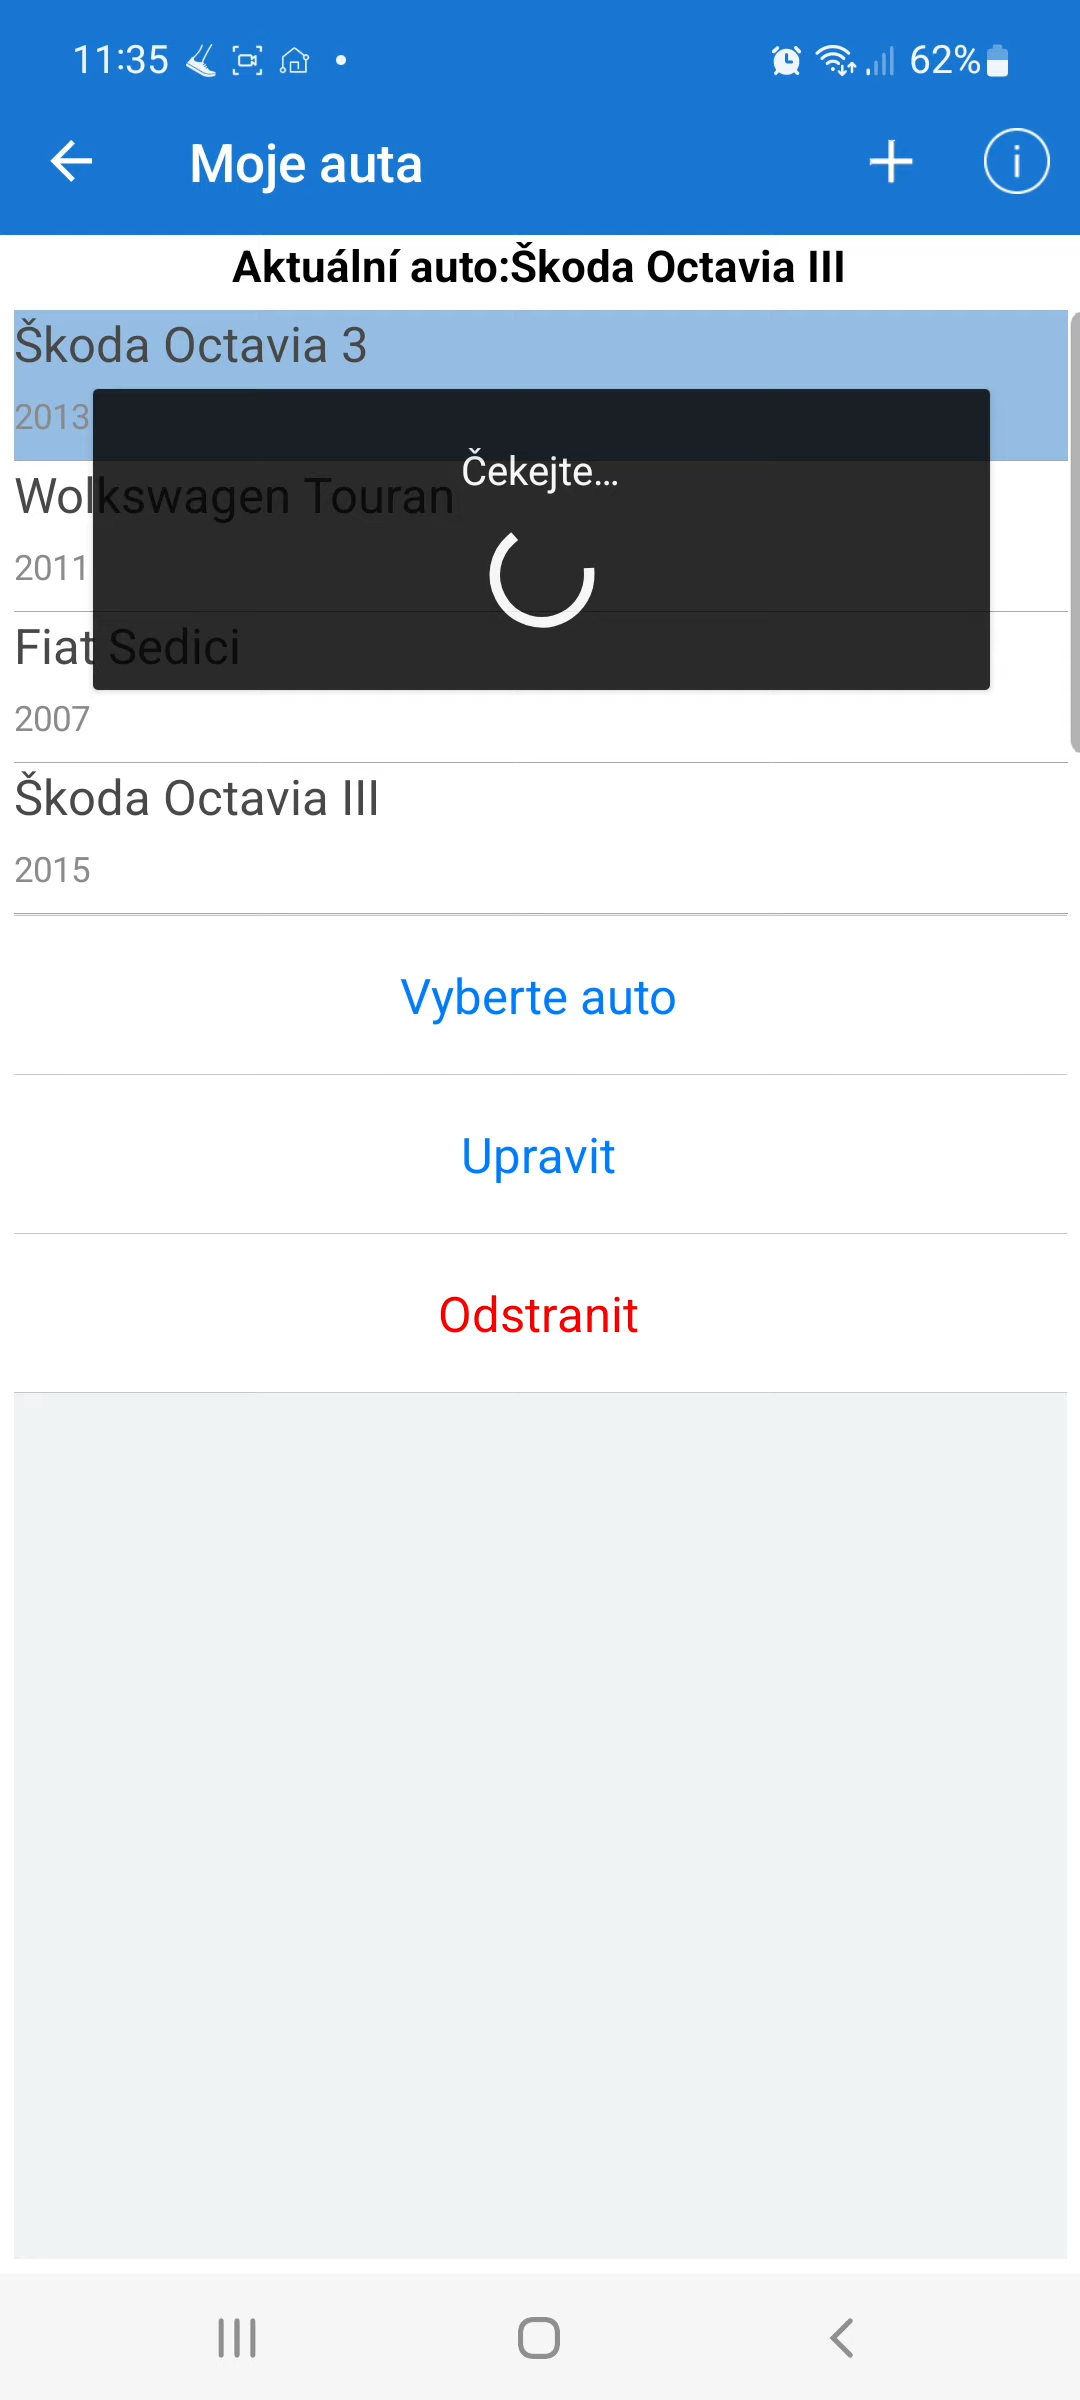 11:35
62%
Moje auta
Aktuální auto:Škoda Octavia III
Škoda Octavia 3
2013
Čekejte...
Wolkswagen Touran
2011
Fiat Sedici
2007
Škoda Octavia III
2015
Vyberte auto
Upravit
Odstranit